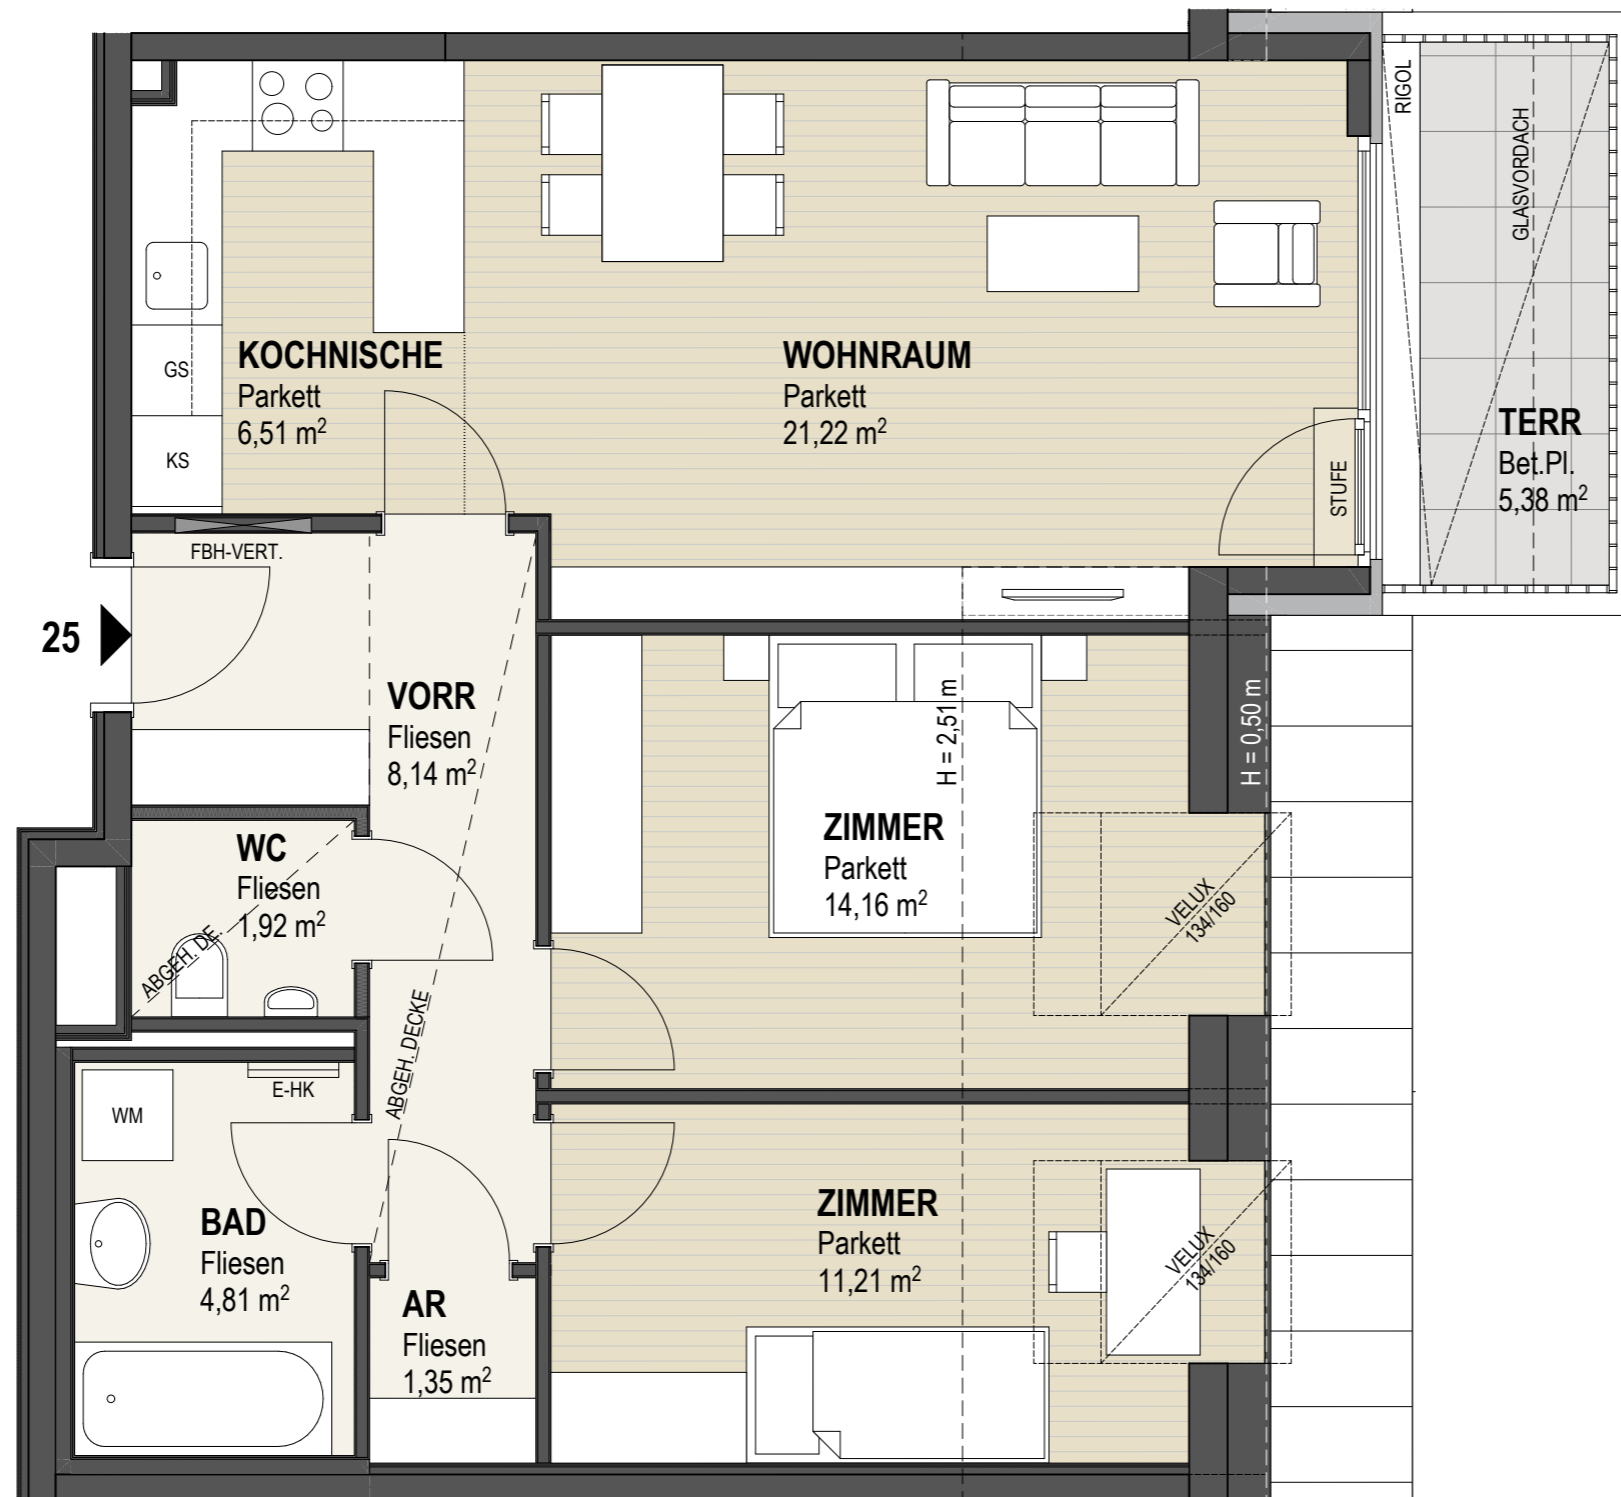 RIGOL
GLASVORDACH
KOCHNISCHE
Parkett
6,51 m²
GS
KS
WOHNRAUM
Parkett
21,22 m²
STUFE
TERR
Bet.Pl.
5,38 m²
FBH-VERT.
25
VORR
Fliesen
8,14 m²
H = 2,51 m
H = 0,50 m
WC
Fliesen
1,92 m²
ABGEH. DE.
ZIMMER
Parkett
14,16 m²
VELUX
134/160
ABGEH. DECKE
E-HK
WM
BAD
Fliesen
4,81 m²
AR
Fliesen
1,35 m²
ZIMMER
Parkett
11,21 m²
VELUX
134/160